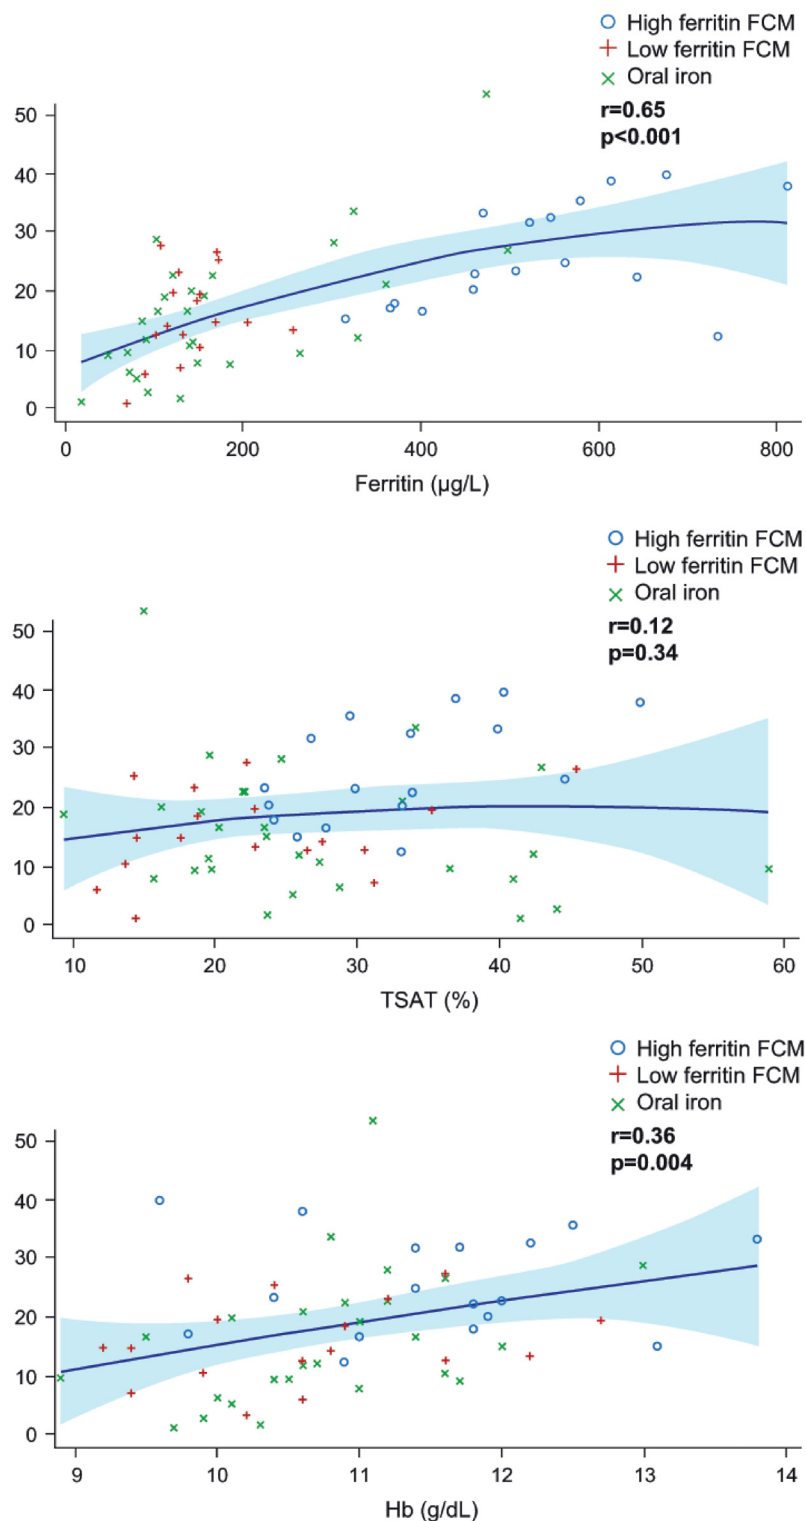 High ferritin FCM
Low ferritin FCM
Oral iron
r=0.65
p<0.001
50
40
30
20
10
0
0 200 400 600 800
Ferritin (µg/L)
High ferritin FCM
Low ferritin FCM
Oral iron
r=0.12
p=0.34
50
40
30
20
10
0
10 20 30 40 50 60
TSAT (%)
High ferritin FCM
Low ferritin FCM
Oral iron
r=0.36
p=0.004
50
40
30
20
10
0
9 10 11 12 13 14
Hb (g/dL)